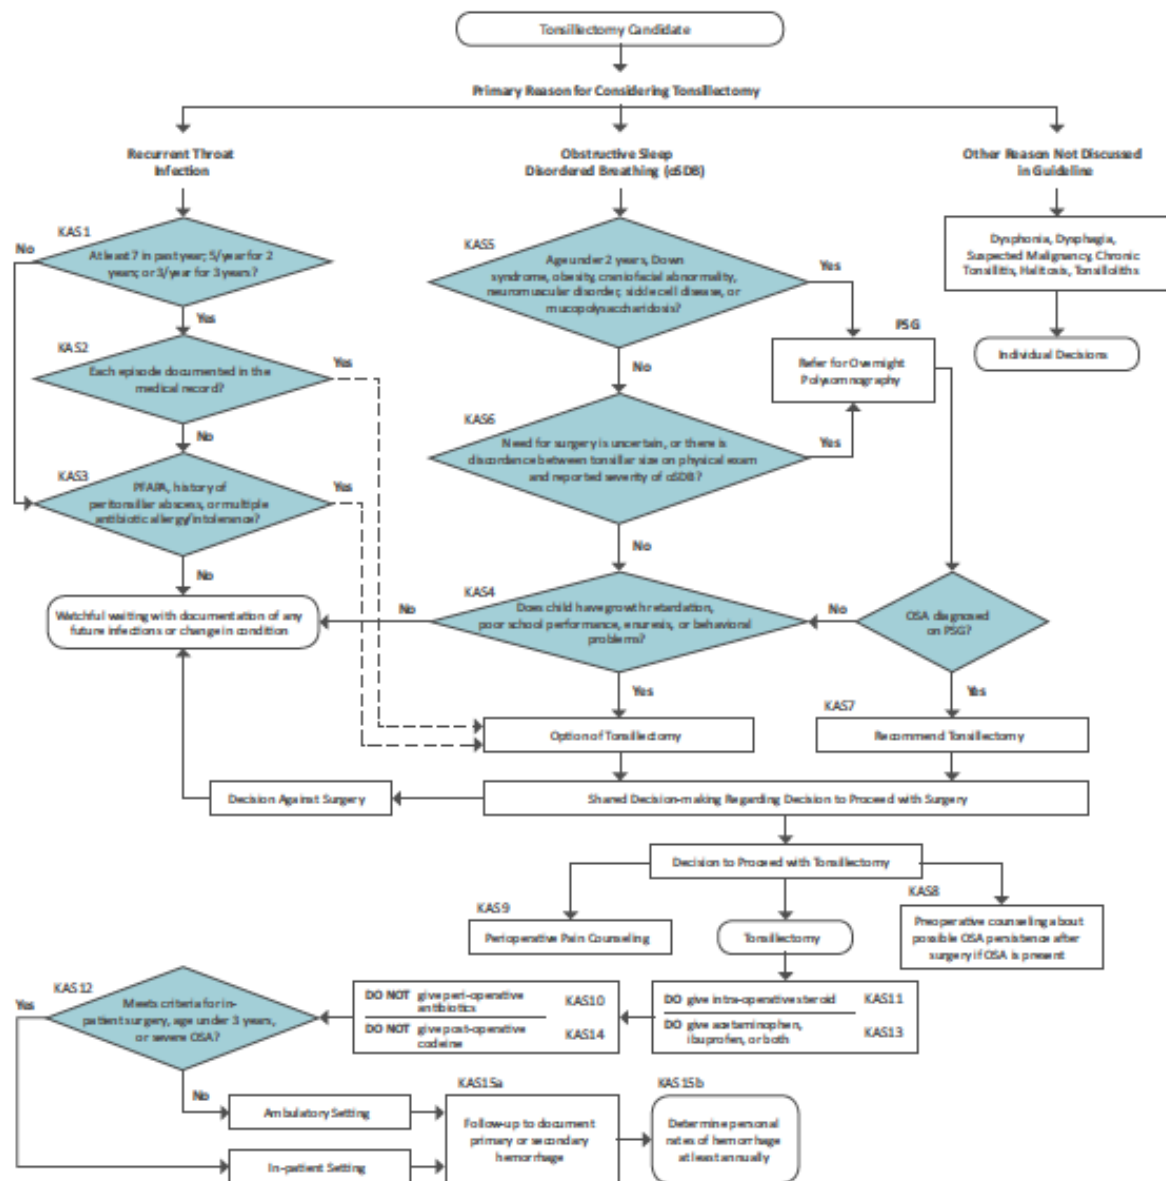 Tonsillectomy Candidate
Primary Reason for Considering Tonsillectomy
Recurrent Throat
Infection
Obstructive Sleep
Disordered Breathing (oSDB)
Other Reason Not Discussed
in Guideline
KAS1
No
At least 7 in past year; 5/year for 2
years; or 3/year for 3 years?
Yes
KAS2
Each episode documented in the
medical record?
Yes
No
KAS3
PFAPA, history of
peritonsillar abscess, or multiple
antibiotic allergy/intolerance?
Yes
No
Watchful waiting with documentation of any
future infections or change in condition
KAS5
Age under 2 years, Down
syndrome, obesity, craniofacial abnormality,
neuromuscular disorder, sickle cell disease, or
mucopolysaccharidosis?
Yes
No
PSG
Refer for Overnight
Polysomnography
KAS6
Need for surgery is uncertain, or there is
discordance between tonsillar size on physical exam
and reported severity of oSDB?
Yes
No
KAS4
Does child have growth retardation,
poor school performance, enuresis, or behavioral
problems?
No
Yes
No
OSA diagnosed
on PSG?
Yes
Dysphonia, Dysphagia,
Suspected Malignancy, Chronic
Tonsillitis, Halitosis, Tonsilloliths
Individual Decisions
Option of Tonsillectomy
KAS7
Recommend Tonsillectomy
Decision Against Surgery
Shared Decision-making Regarding Decision to Proceed with Surgery
Decision to Proceed with Tonsillectomy
KAS9
Perioperative Pain Counseling
Tonsillectomy
KAS8
Preoperative counseling about
possible OSA persistence after
surgery if OSA is present
DO give intra-operative steroid KAS11
DO give acetaminophen,
ibuprofen, or both KAS13
DO NOT give peri-operative
antibiotics KAS10
DO NOT give post-operative
codeine KAS14
KAS12
Yes
Meets criteria for in-
patient surgery, age under 3 years,
or severe OSA?
No
Ambulatory Setting
In-patient Setting
KAS15a
Follow-up to document
primary or secondary
hemorrhage
KAS15b
Determine personal
rates of hemorrhage
at least annually